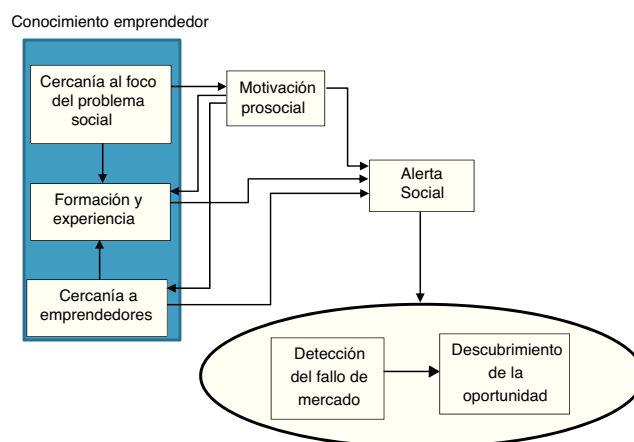 Conocimiento emprendedor
Cercanía al foco
del problema
social
Motivación
prosocial
Alerta
Social
Formación y
experiencia
Cercanía a
emprendedores
Detección
del fallo de
mercado
Descubrimiento
de la
oportunidad